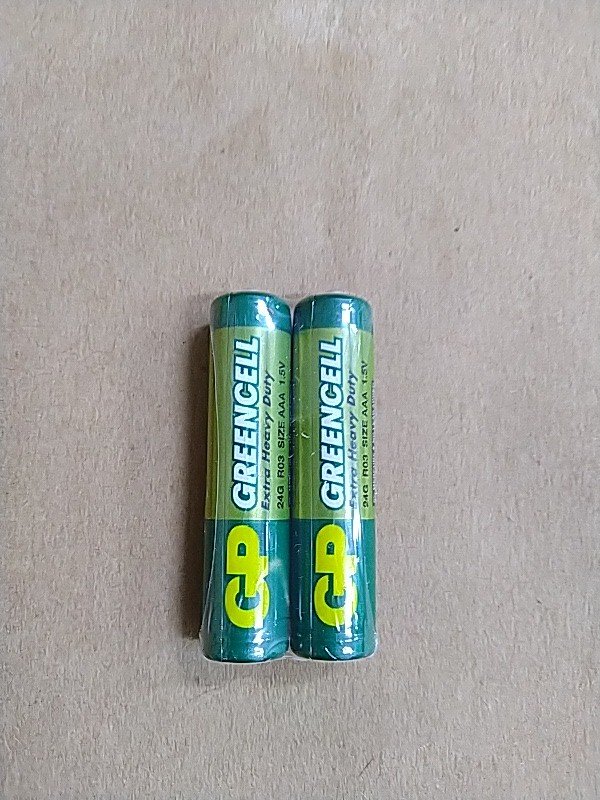 GP GREENCELL
Extra Heavy Duty
24G R03 SIZE AAA 1.5V
GP GREENCELL
Extra Heavy Duty
24G R03 SIZE AAA 1.5V